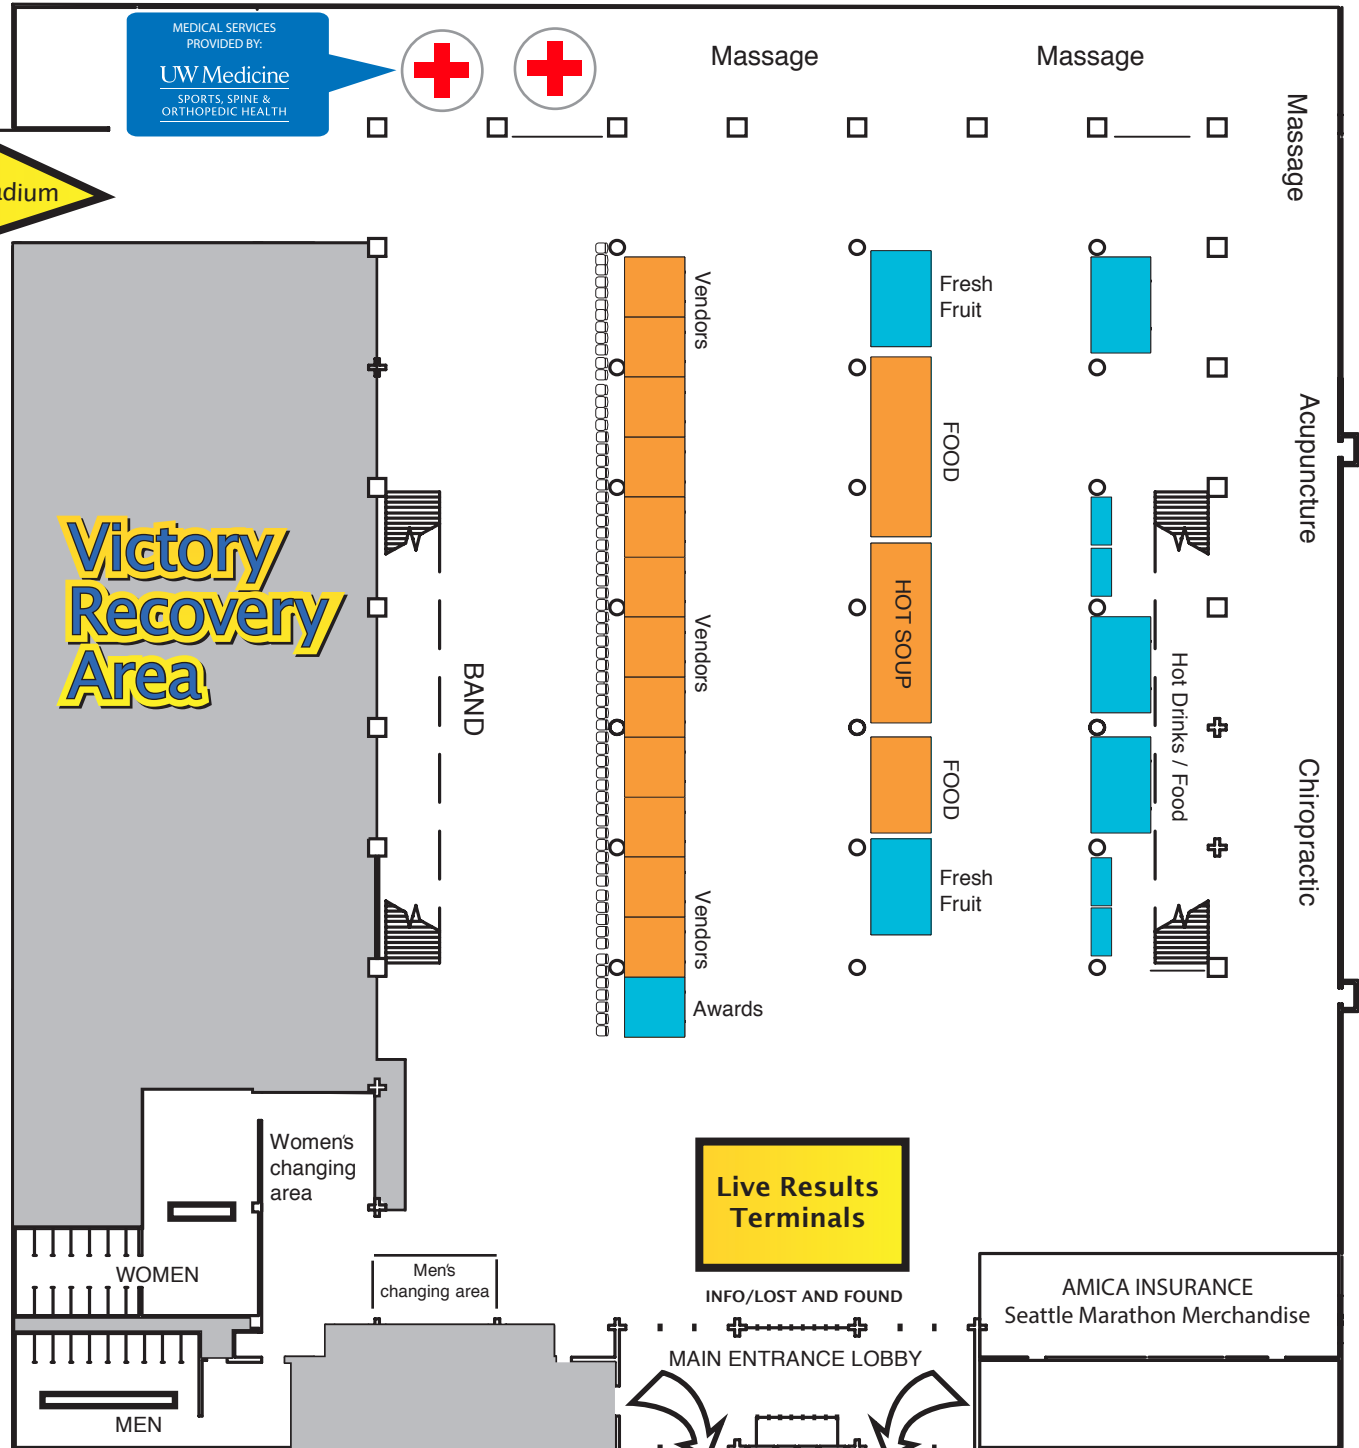 MEDICAL SERVICES
PROVIDED BY:
UW Medicine
SPORTS, SPINE &
ORTHOPEDIC HEALTH
Massage
Massage
Massage
Vendors
Fresh
Fruit
FOOD
Acupuncture
Victory
Recovery
Area
BAND
Vendors
HOT SOUP
Hot Drinks / Food
FOOD
Chiropractic
Fresh
Fruit
Vendors
Awards
Women's
changing
area
Live Results
Terminals
WOMEN
Men's
changing area
INFO/LOST AND FOUND
AMICA INSURANCE
Seattle Marathon Merchandise
MAIN ENTRANCE LOBBY
MEN